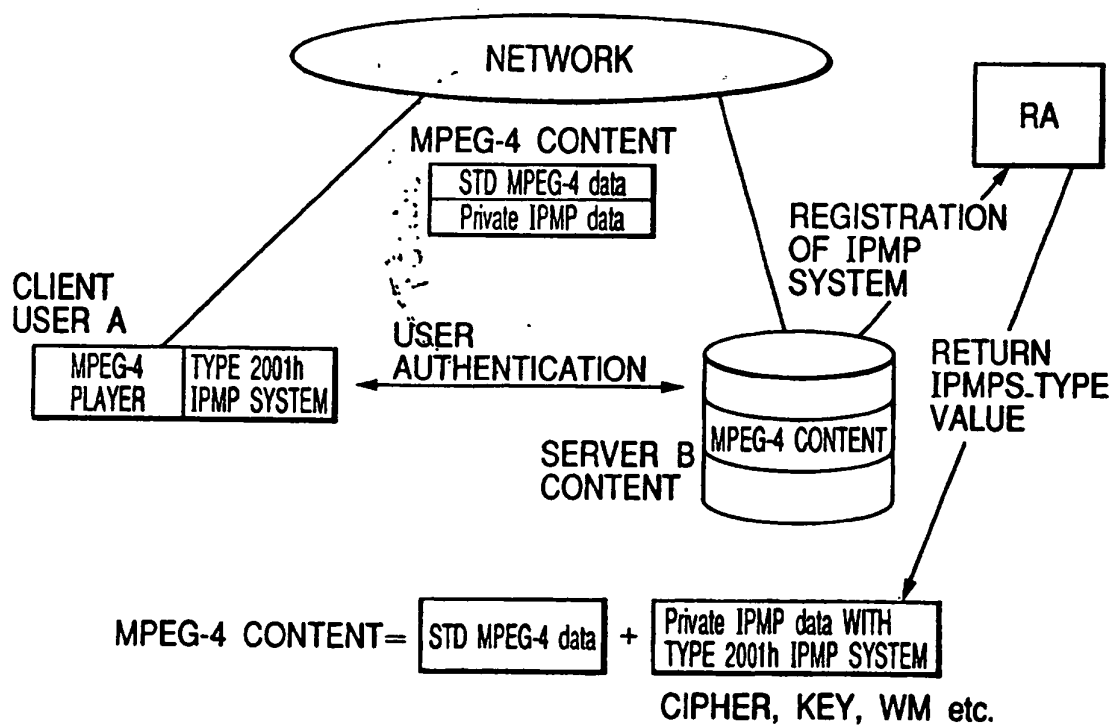 NETWORK
RA
MPEG-4 CONTENT
STD MPEG-4 data
Private IPMP data
REGISTRATION
OF IPMP
SYSTEM
CLIENT
USER A
MPEG-4
PLAYER
TYPE 2001h
IPMP SYSTEM
USER
AUTHENTICATION
RETURN
IPMPS-TYPE
VALUE
MPEG-4 CONTENT
SERVER B
CONTENT
MPEG-4 CONTENT= STD MPEG-4 data + Private IPMP data WITH
TYPE 2001h IPMP SYSTEM
CIPHER, KEY, WM etc.